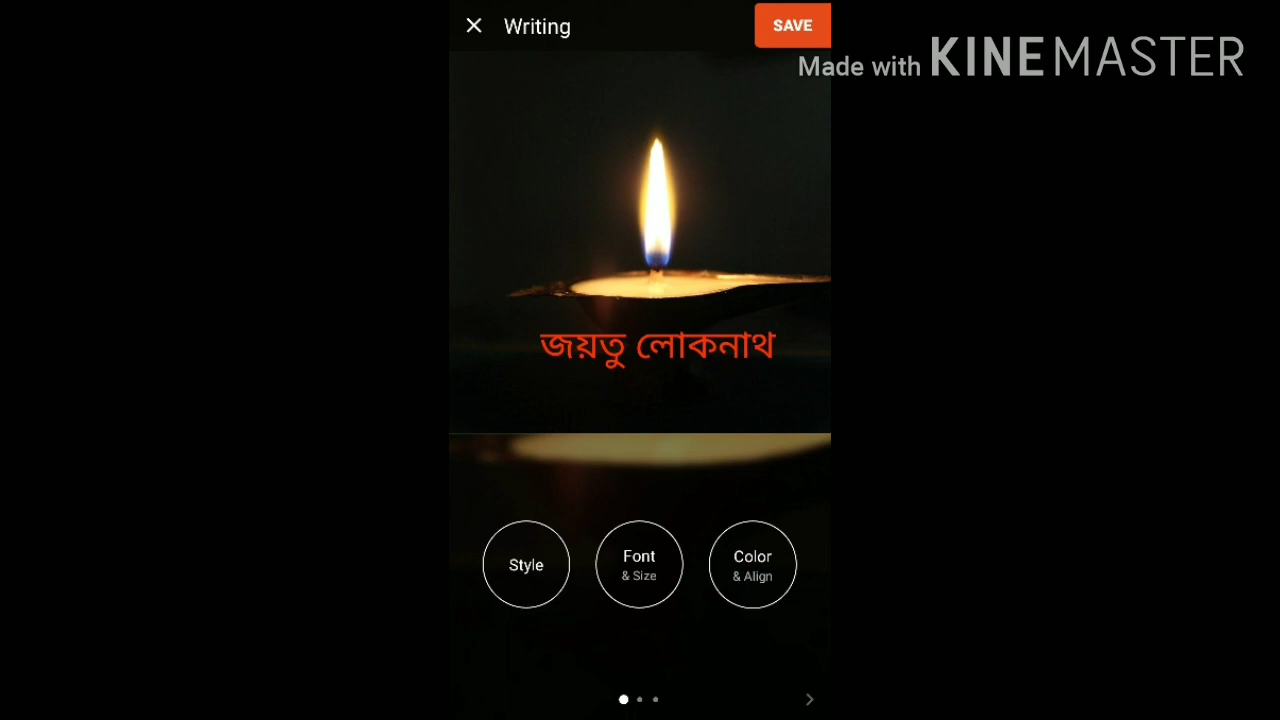 Writing
SAVE
Made with KINEMASTER
জয়তু লোকনাথ
Style
Font
& Size
Color
& Align